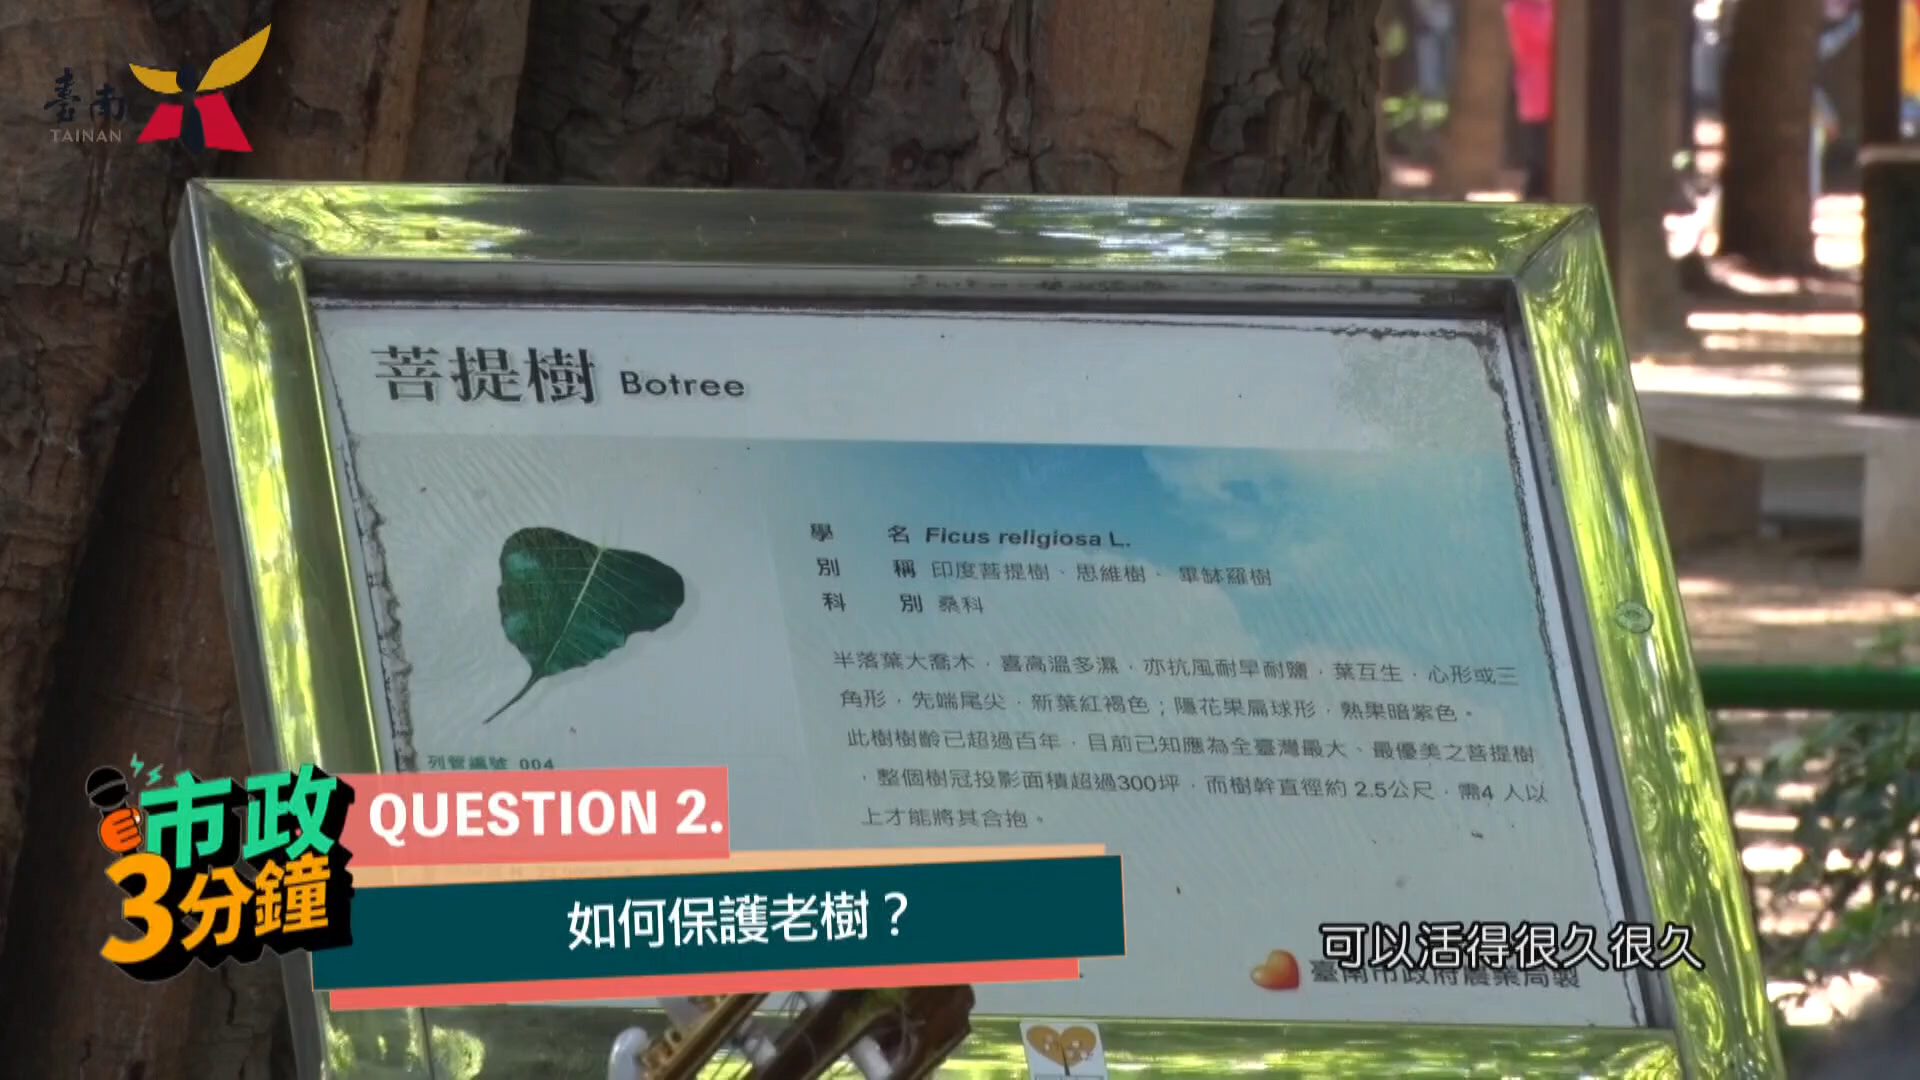 臺南
TAINAN
菩提樹 Botree
學 名 Ficus religiosa L.
別 稱 印度菩提樹、思維樹、畢缽羅樹
科 別 桑科
半落葉大喬木，喜高溫多濕，亦抗風耐旱耐鹽，葉互生，心形或三
角形，先端尾尖，新葉紅褐色；隱花果扁球形，熟果暗紫色。
此樹樹齡已超過百年，目前已知應為全臺灣最大、最優美之菩提樹
，整個樹冠投影面積超過300坪，而樹幹直徑約 2.5公尺，需4 人以
上才能將其合抱。
列管編號 004
市政
3分鐘
QUESTION 2.
如何保護老樹？
可以活得很久很久
臺南市政府農業局製